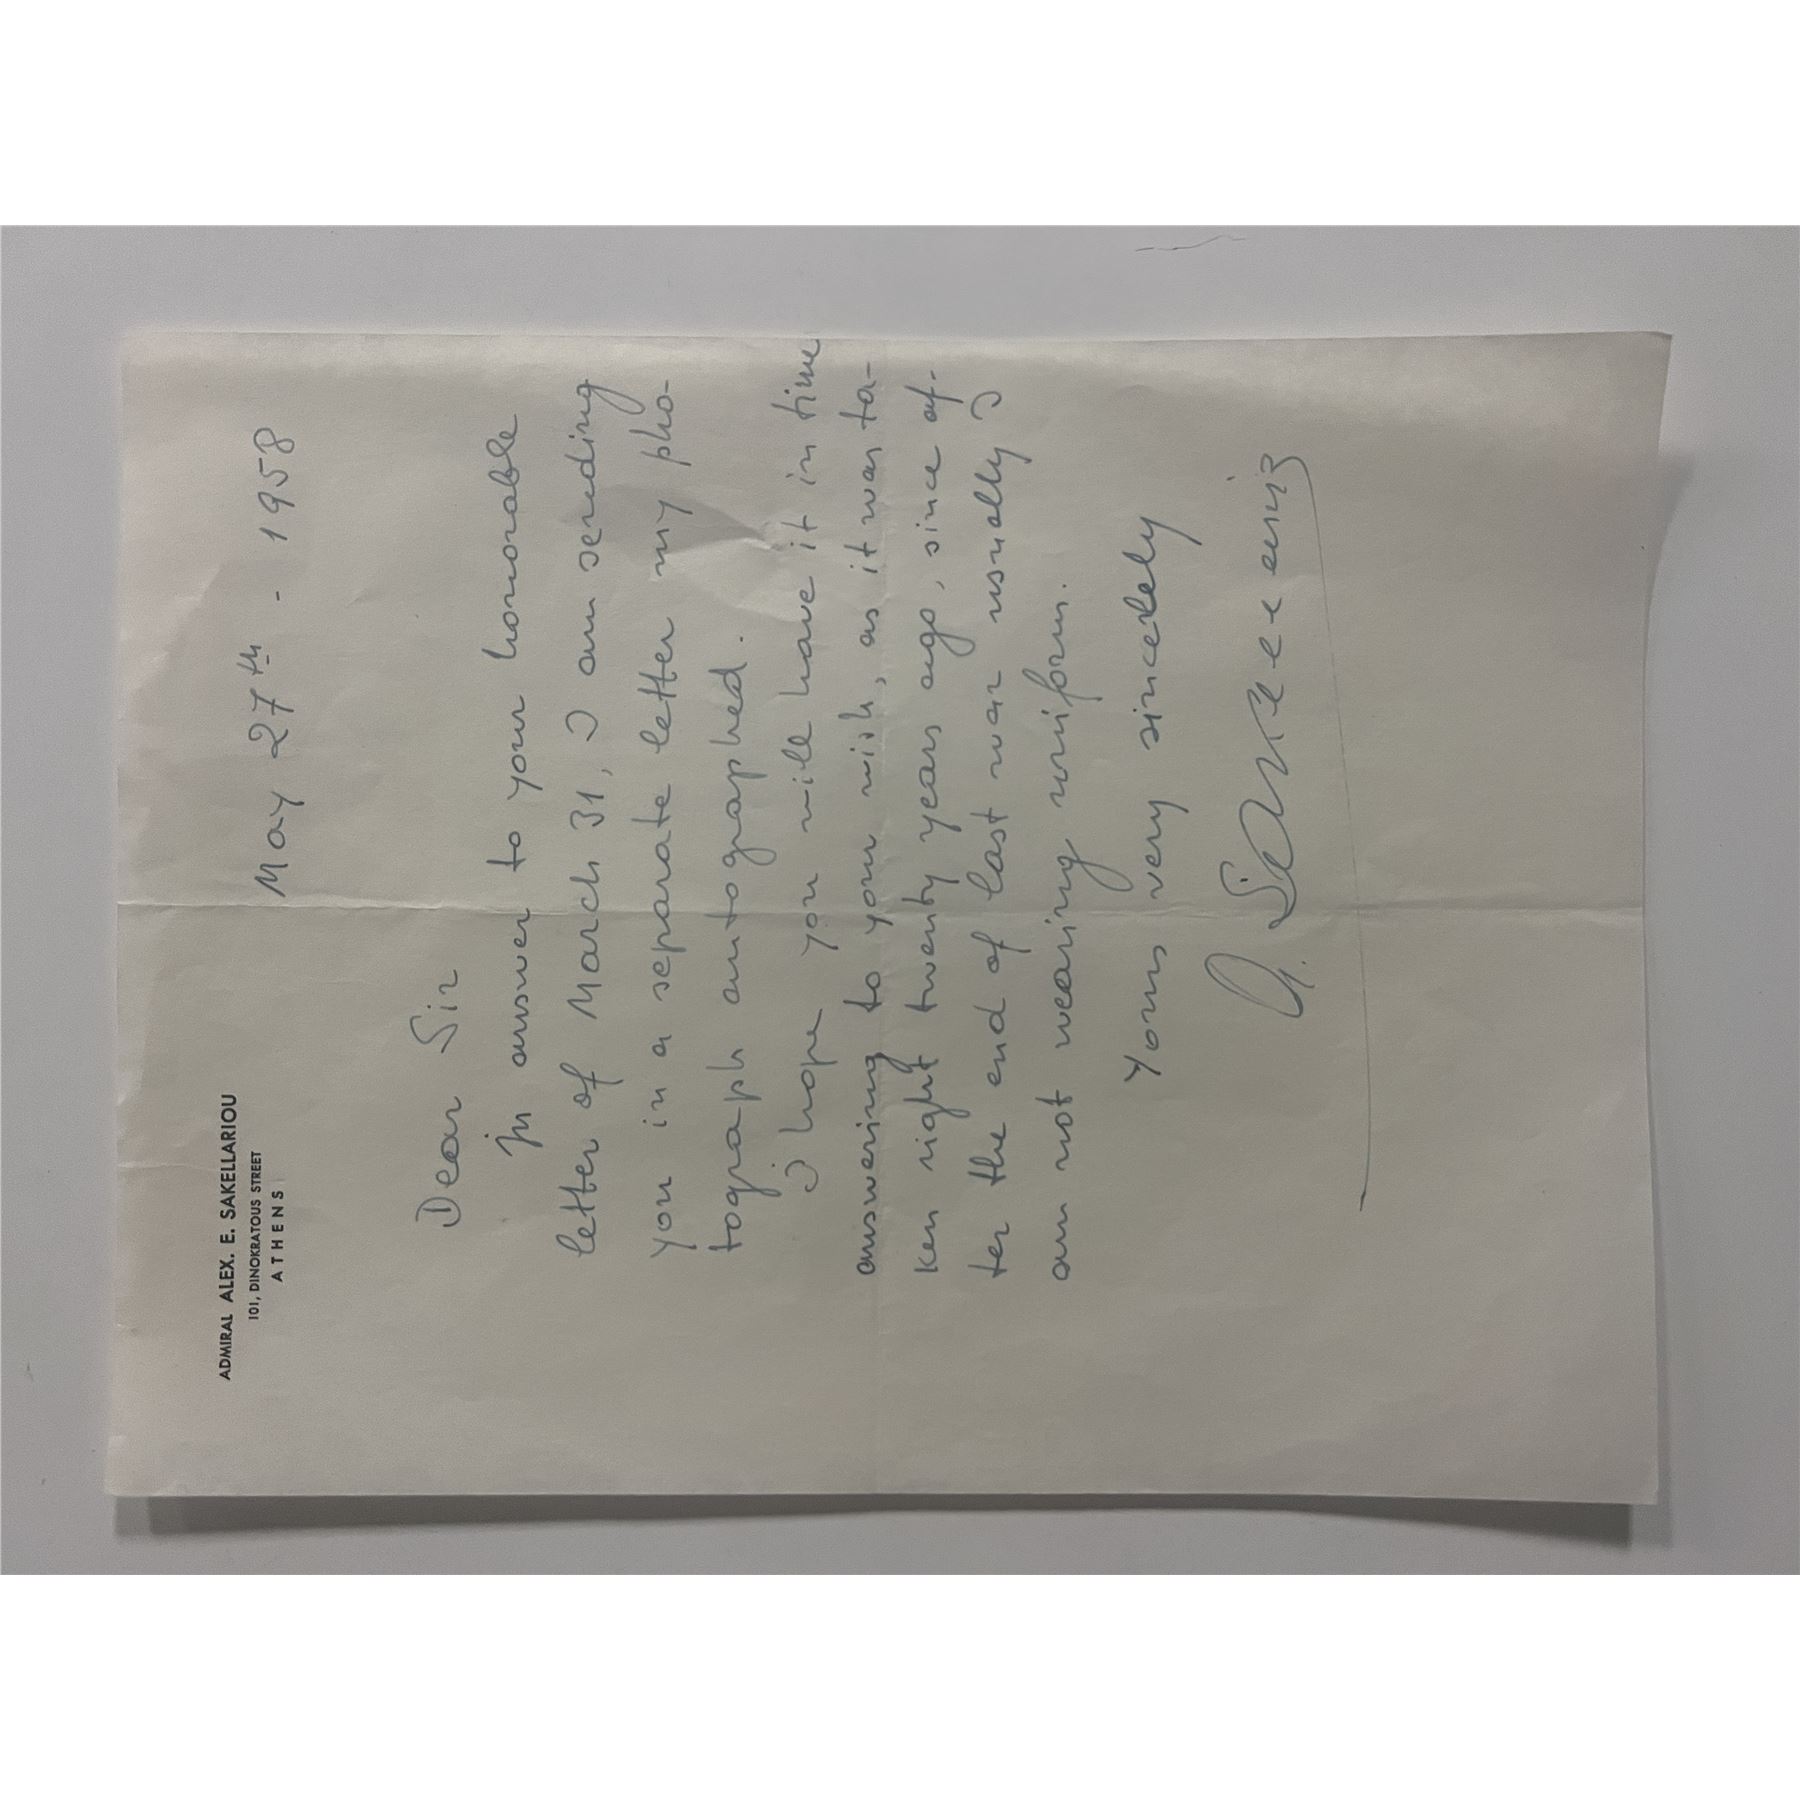 ADMIRAL ALEX. E. SAKELLARIOU
101, DINOKRATOUS STREET
ATHENS
May 27th - 1958
Dear Sir
In answer to your honorable
letter of March 31, I am sending
you in a separate letter my pho-
tograph autographed.
I hope you will have it in time
answering to your wish, as it was ta-
ken right twenty years ago, since af-
ter the end of last war usually I
am not wearing uniform.
Yours very sincerely
A.